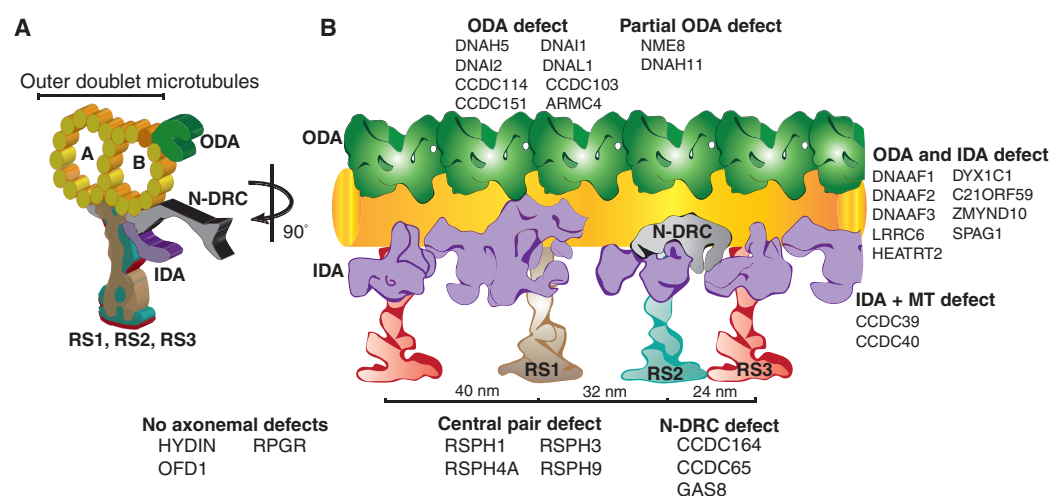 A
Outer doublet microtubules
A
B
ODA
N-DRC
IDA
90°
RS1, RS2, RS3
B
ODA defect
DNAH5 DNAI1
DNAI2 DNAL1
CCDC114 CCDC103
CCDC151 ARMC4
Partial ODA defect
NME8
DNAH11
ODA
N-DRC
IDA
RS1
RS2
RS3
40 nm 32 nm 24 nm
ODA and IDA defect
DNAAF1 DYX1C1
DNAAF2 C21ORF59
DNAAF3 ZMYND10
LRRC6 SPAG1
HEATRT2
IDA + MT defect
CCDC39
CCDC40
No axonemal defects
HYDIN RPGR
OFD1
Central pair defect
RSPH1 RSPH3
RSPH4A RSPH9
N-DRC defect
CCDC164
CCDC65
GAS8